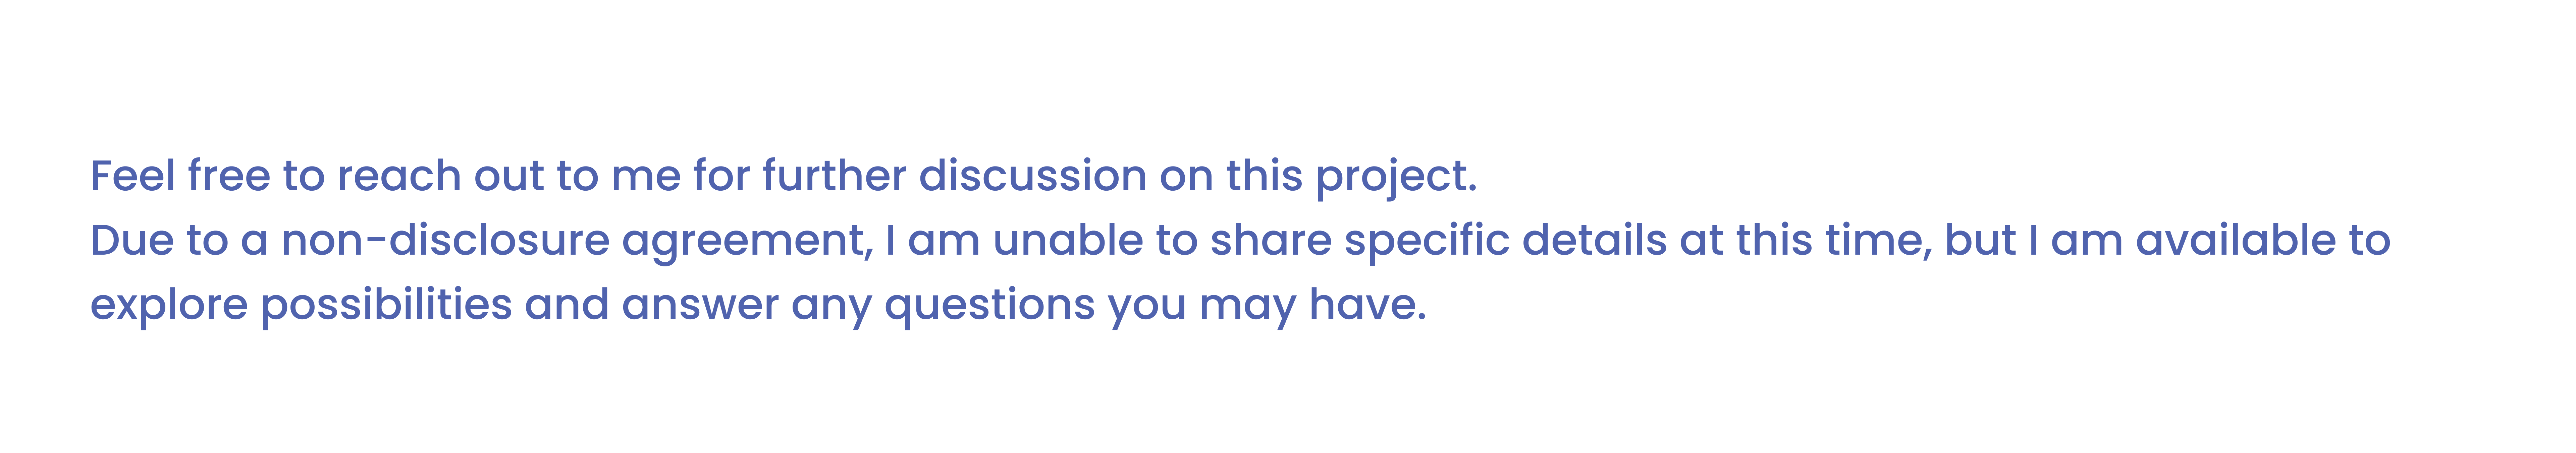 Feel free to reach out to me for further discussion on this project.
Due to a non-disclosure agreement, I am unable to share specific details at this time, but I am available to
explore possibilities and answer any questions you may have.